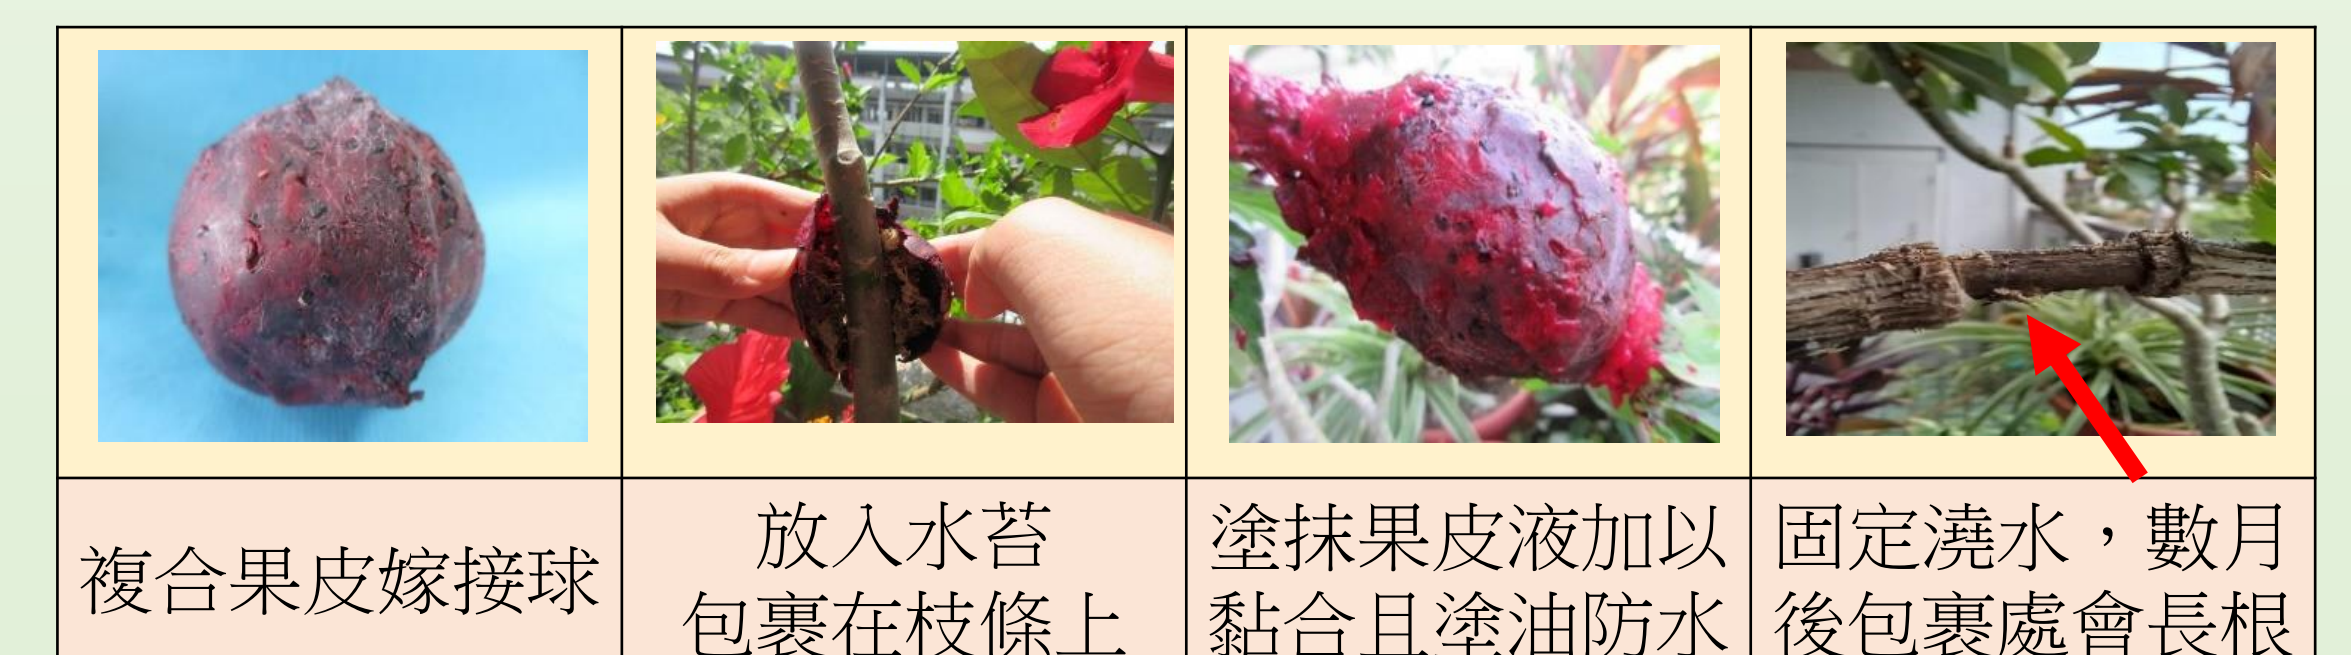 複合果皮嫁接球
放入水苔
包裹在枝條上
塗抹果皮液加以
黏合且塗油防水
固定澆水，數月
後包裹處會長根